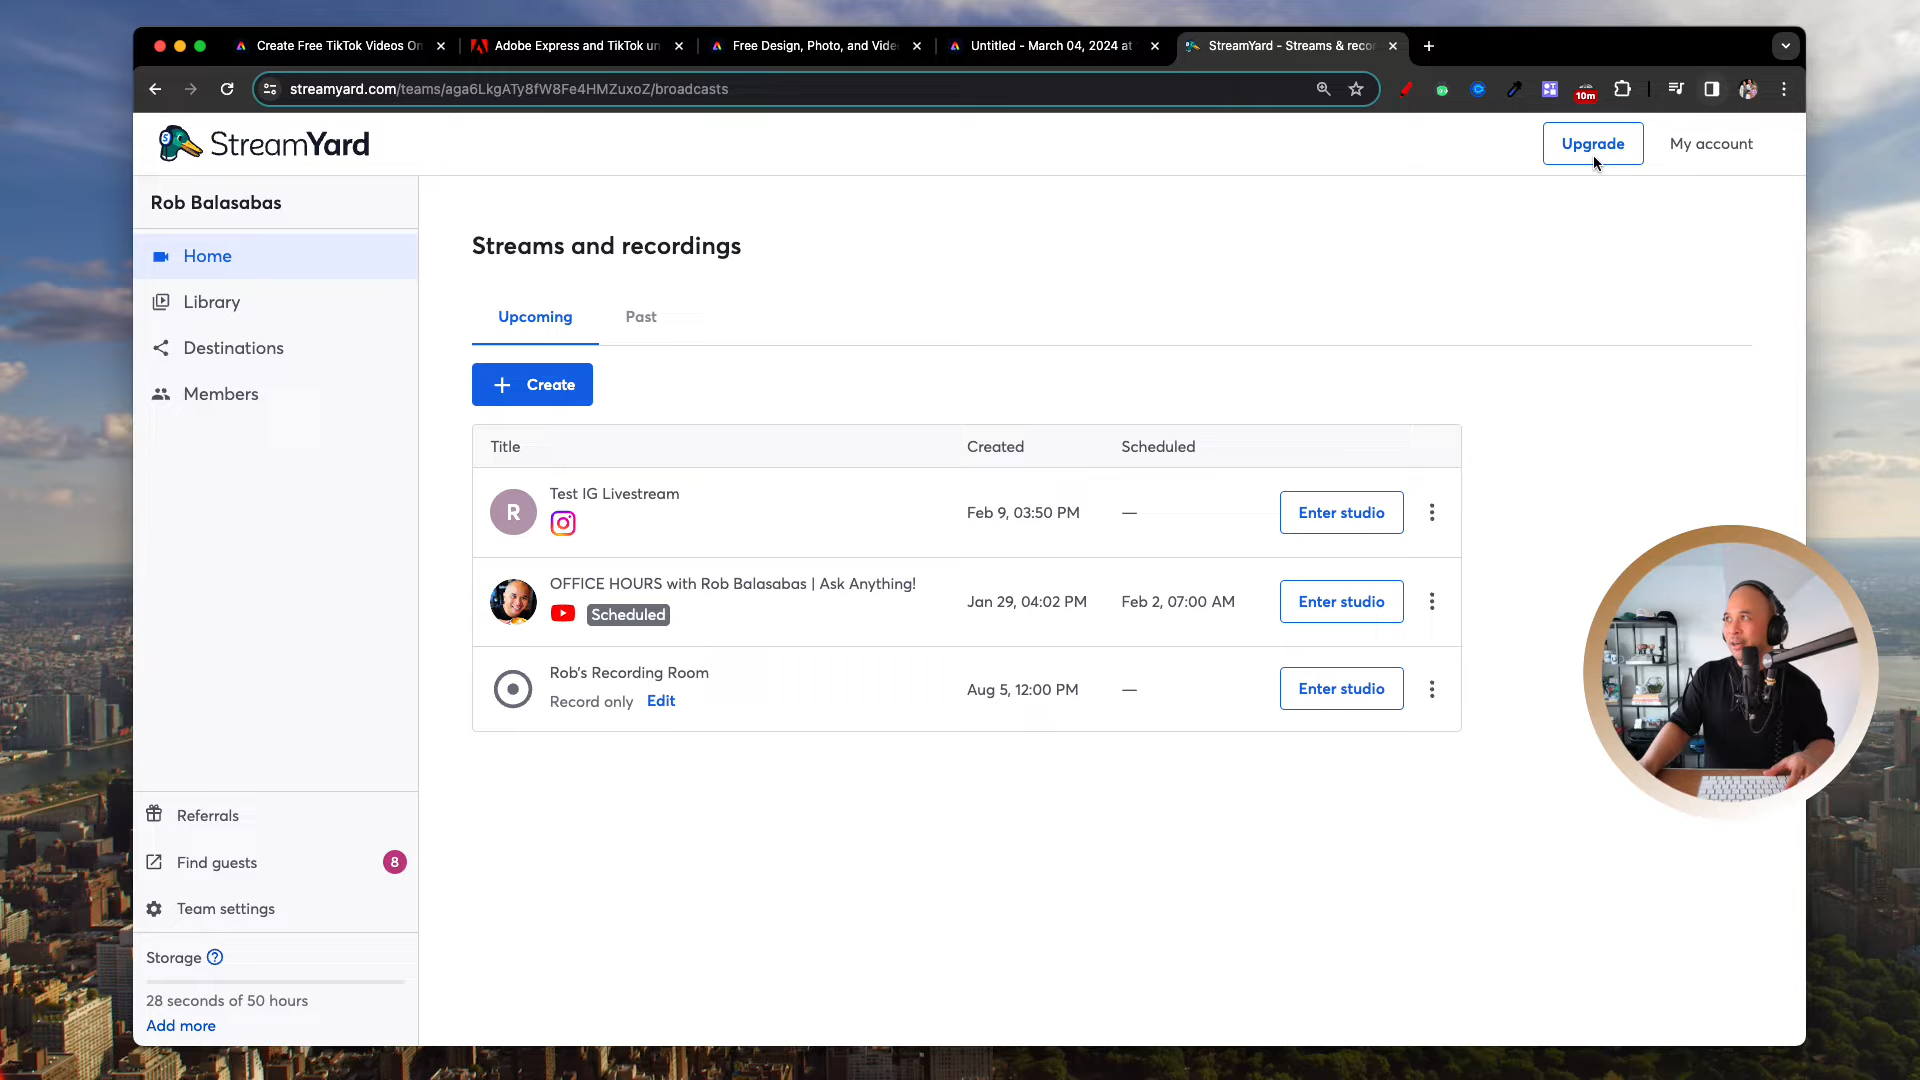 Create Free TikTok Videos On
Adobe Express and TikTok un
Free Design, Photo, and Vide
Untitled - March 04, 2024 at
StreamYard - Streams & reco
streamyard.com/teams/aga6LkgATy8fW8Fe4HMZuxoZ/broadcasts
10m
StreamYard
Upgrade
My account
Rob Balasabas
Home
Library
Destinations
Members
Streams and recordings
Upcoming
Past
+ Create
Title
Created
Scheduled
R
Test IG Livestream
Feb 9, 03:50 PM
—
Enter studio
OFFICE HOURS with Rob Balasabas | Ask Anything!
Scheduled
Jan 29, 04:02 PM
Feb 2, 07:00 AM
Enter studio
Rob's Recording Room
Record only Edit
Aug 5, 12:00 PM
—
Enter studio
Referrals
Find guests
8
Team settings
Storage ?
28 seconds of 50 hours
Add more